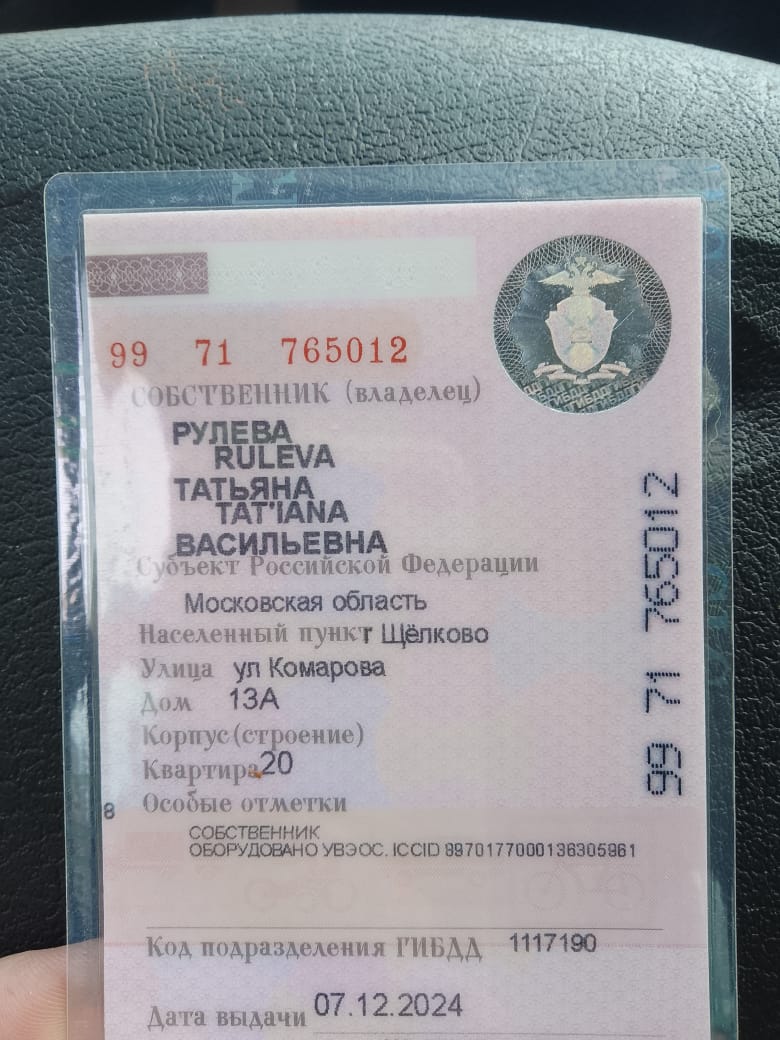 99 71 765012
СОБСТВЕННИК (владелец)
РУЛЕВА
RULEVA
ТАТЬЯНА
TAT'IANA
ВАСИЛЬЕВНА
Субъект Российской Федерации
Московская область
Населенный пункт г Щёлково
Улица ул Комарова
Дом 13А
Корпус (строение)
Квартира 20
8 Особые отметки
СОБСТВЕННИК
ОБОРУДОВАНО УВЭОС. ICCID 8970177000136305961
Код подразделения ГИБДД 1117190
Дата выдачи 07.12.2024
99 71 765012
ГИБДД